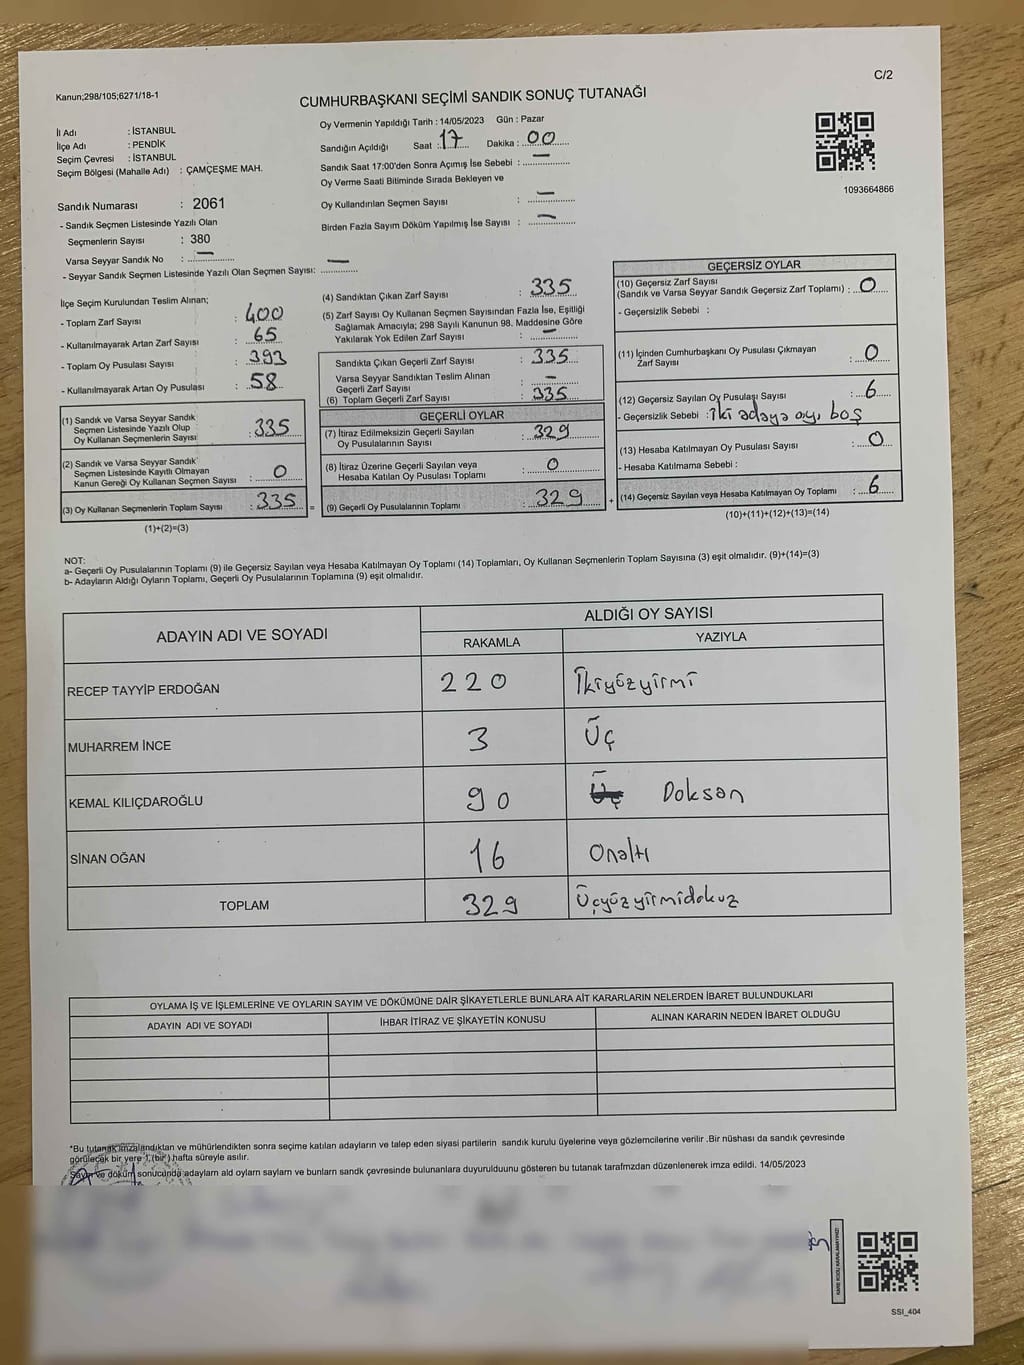 C/2
Kanun;298/105;6271/18-1
CUMHURBAŞKANI SEÇİMİ SANDIK SONUÇ TUTANAĞI
İl Adı : İSTANBUL
İlçe Adı : PENDİK
Seçim Çevresi : İSTANBUL
Seçim Bölgesi (Mahalle Adı) : ÇAMÇEŞME MAH.
Sandık Numarası : 2061
- Sandık Seçmen Listesinde Yazılı Olan
Seçmenlerin Sayısı : 380
Varsa Seyyar Sandık No : —
- Seyyar Sandık Seçmen Listesinde Yazılı Olan Seçmen Sayısı: —
Oy Vermenin Yapıldığı Tarih : 14/05/2023 Gün : Pazar
Sandığın Açıldığı Saat : 17 Dakika : 00
Sandık Saat 17:00'den Sonra Açımış İse Sebebi : —
Oy Verme Saati Bitiminde Sırada Bekleyen ve
Oy Kullandırılan Seçmen Sayısı : —
Birden Fazla Sayım Döküm Yapılmış İse Sayısı : —
1093664866
İlçe Seçim Kurulundan Teslim Alınan;
- Toplam Zarf Sayısı : 400
- Kullanılmayarak Artan Zarf Sayısı : 65
- Toplam Oy Pusulası Sayısı : 393
- Kullanılmayarak Artan Oy Pusulası : 58
(1) Sandık ve Varsa Seyyar Sandık
Seçmen Listesinde Yazılı Olup
Oy Kullanan Seçmenlerin Sayısı : 335
(2) Sandık ve Varsa Seyyar Sandık
Seçmen Listesinde Kayıtlı Olmayan
Kanun Gereği Oy Kullanan Seçmen Sayısı : 0
(3) Oy Kullanan Seçmenlerin Toplam Sayısı : 335 =
(1)+(2)=(3)
(4) Sandıktan Çıkan Zarf Sayısı : 335
(5) Zarf Sayısı Oy Kullanan Seçmen Sayısından Fazla İse, Eşitliği
Sağlamak Amacıyla; 298 Sayılı Kanunun 98. Maddesine Göre
Yakılarak Yok Edilen Zarf Sayısı : —
Sandıkta Çıkan Geçerli Zarf Sayısı : 335
Varsa Seyyar Sandıktan Teslim Alınan
Geçerli Zarf Sayısı : —
(6) Toplam Geçerli Zarf Sayısı : 335
GEÇERLİ OYLAR
(7) İtiraz Edilmeksizin Geçerli Sayılan
Oy Pusulalarının Sayısı : 329
(8) İtiraz Üzerine Geçerli Sayılan veya
Hesaba Katılan Oy Pusulası Toplamı : 0
(9) Geçerli Oy Pusulalarının Toplamı : 329 +
GEÇERSİZ OYLAR
(10) Geçersiz Zarf Sayısı
(Sandık ve Varsa Seyyar Sandık Geçersiz Zarf Toplamı) : 0
- Geçersizlik Sebebi :
(11) İçinden Cumhurbaşkanı Oy Pusulası Çıkmayan
Zarf Sayısı : 0
(12) Geçersiz Sayılan Oy Pusulası Sayısı : 6
- Geçersizlik Sebebi : İki adaya oy, boş
(13) Hesaba Katılmayan Oy Pusulası Sayısı : 0
- Hesaba Katılmama Sebebi :
(14) Geçersiz Sayılan veya Hesaba Katılmayan Oy Toplamı : 6
(10)+(11)+(12)+(13)=(14)
NOT:
a- Geçerli Oy Pusulalarının Toplamı (9) ile Geçersiz Sayılan veya Hesaba Katılmayan Oy Toplamı (14) Toplamları, Oy Kullanan Seçmenlerin Toplam Sayısına (3) eşit olmalıdır. (9)+(14)=(3)
b- Adayların Aldığı Oyların Toplamı, Geçerli Oy Pusulalarının Toplamına (9) eşit olmalıdır.
ADAYIN ADI VE SOYADI ALDIĞI OY SAYISI
RAKAMLA YAZIYLA
RECEP TAYYİP ERDOĞAN 220 İkiyüzyirmi
MUHARREM İNCE 3 Üç
KEMAL KILIÇDAROĞLU 90 Üç Doksan
SİNAN OĞAN 16 Onaltı
TOPLAM 329 Üçyüzyirmidokuz
OYLAMA İŞ VE İŞLEMLERİNE VE OYLARIN SAYIM VE DÖKÜMÜNE DAİR ŞİKAYETLERLE BUNLARA AİT KARARLARIN NELERDEN İBARET BULUNDUKLARI
ADAYIN ADI VE SOYADI İHBAR İTİRAZ VE ŞİKAYETİN KONUSU ALINAN KARARIN NEDEN İBARET OLDUĞU
*Bu tutanak imzalandıktan ve mühürlendikten sonra seçime katılan adayların ve talep eden siyasi partilerin sandık kurulu üyelerine veya gözlemcilerine verilir .Bir nüshası da sandık çevresinde
görülecek bir yere 1 (bir ) hafta süreyle asılır.
Sayım ve döküm sonucunda adayların ald oyların sayların ve bunların sandk çevresinde bulunanlara duyurulduunu gösteren bu tutanak tarafmzdan düzenlenerek imza edildi. 14/05/2023
KARE KODU KARALAMAYINIZ!
SSI_404